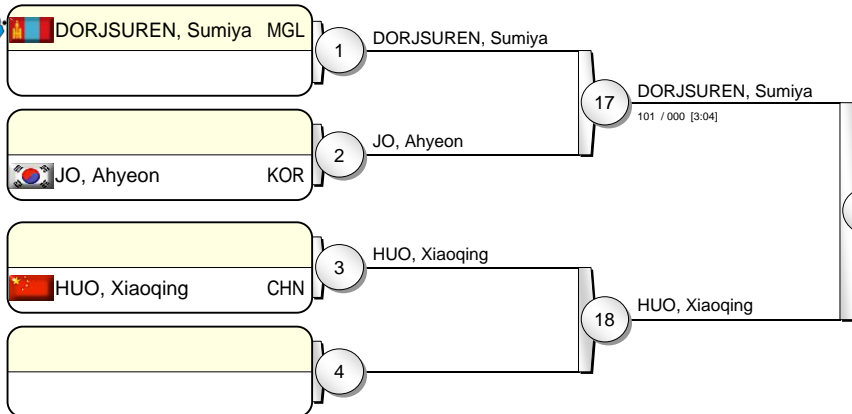 DORJSUREN, Sumiya MGL
1
DORJSUREN, Sumiya
17
DORJSUREN, Sumiya
101 / 000 [3:04]
2
JO, Ahyeon
JO, Ahyeon KOR
3
HUO, Xiaoqing
HUO, Xiaoqing CHN
18
HUO, Xiaoqing
4